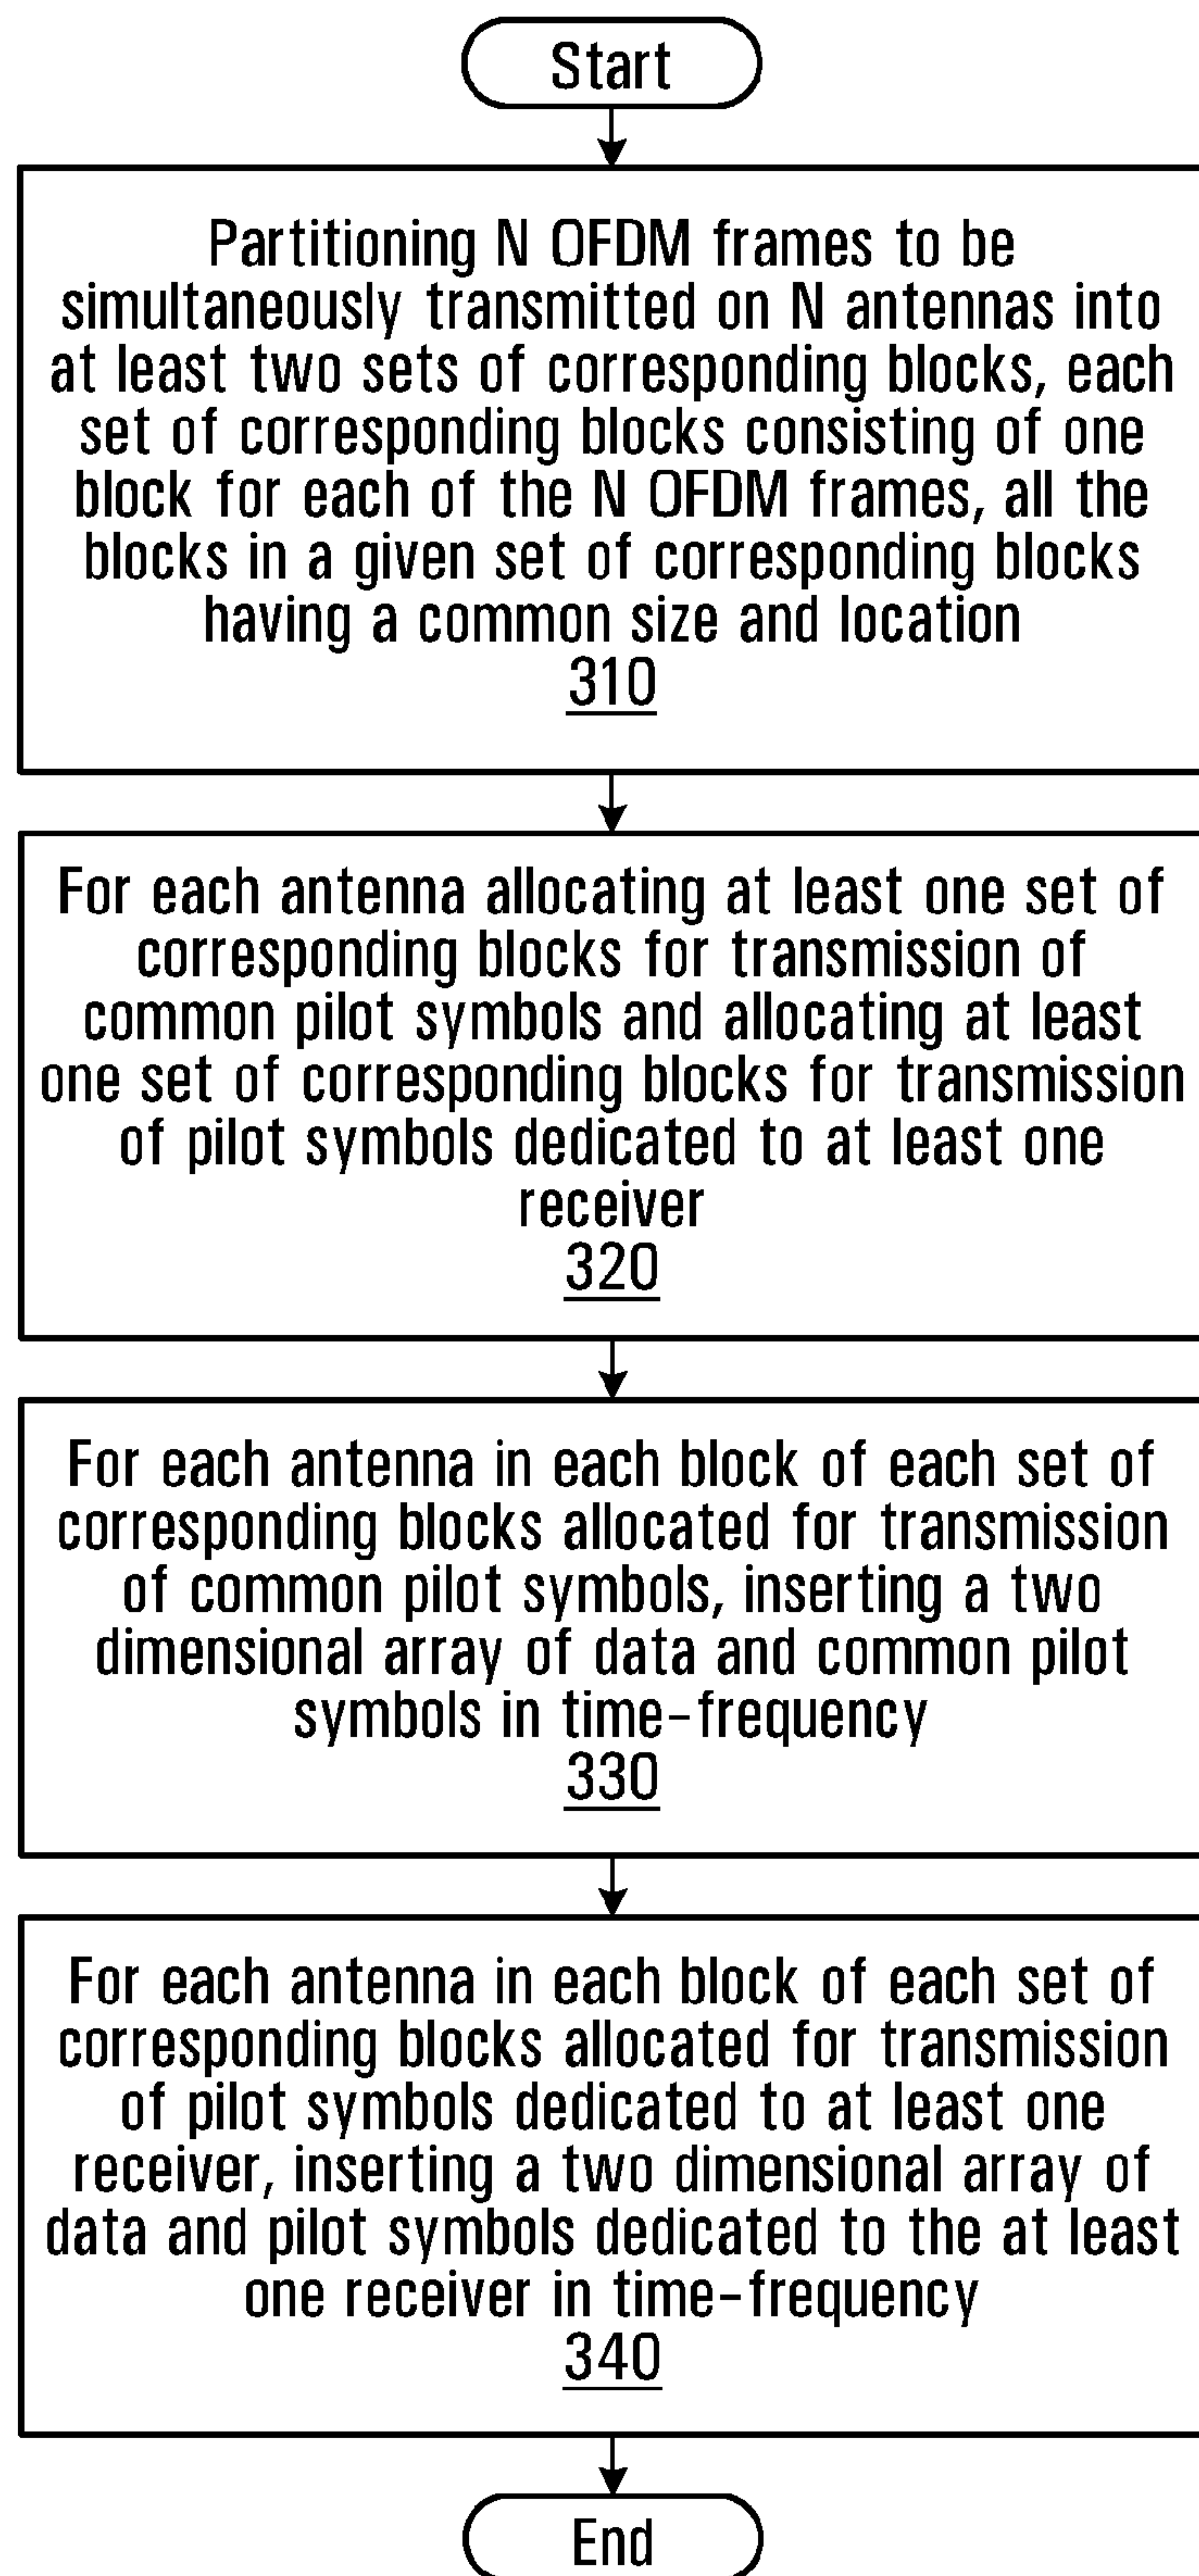 Start
Partitioning N OFDM frames to be
simultaneously transmitted on N antennas into
at least two sets of corresponding blocks, each
set of corresponding blocks consisting of one
block for each of the N OFDM frames, all the
blocks in a given set of corresponding blocks
having a common size and location
310
For each antenna allocating at least one set of
corresponding blocks for transmission of
common pilot symbols and allocating at least
one set of corresponding blocks for transmission
of pilot symbols dedicated to at least one
receiver
320
For each antenna in each block of each set of
corresponding blocks allocated for transmission
of common pilot symbols, inserting a two
dimensional array of data and common pilot
symbols in time-frequency
330
For each antenna in each block of each set of
corresponding blocks allocated for transmission
of pilot symbols dedicated to at least one
receiver, inserting a two dimensional array of
data and pilot symbols dedicated to the at least
one receiver in time-frequency
340
End